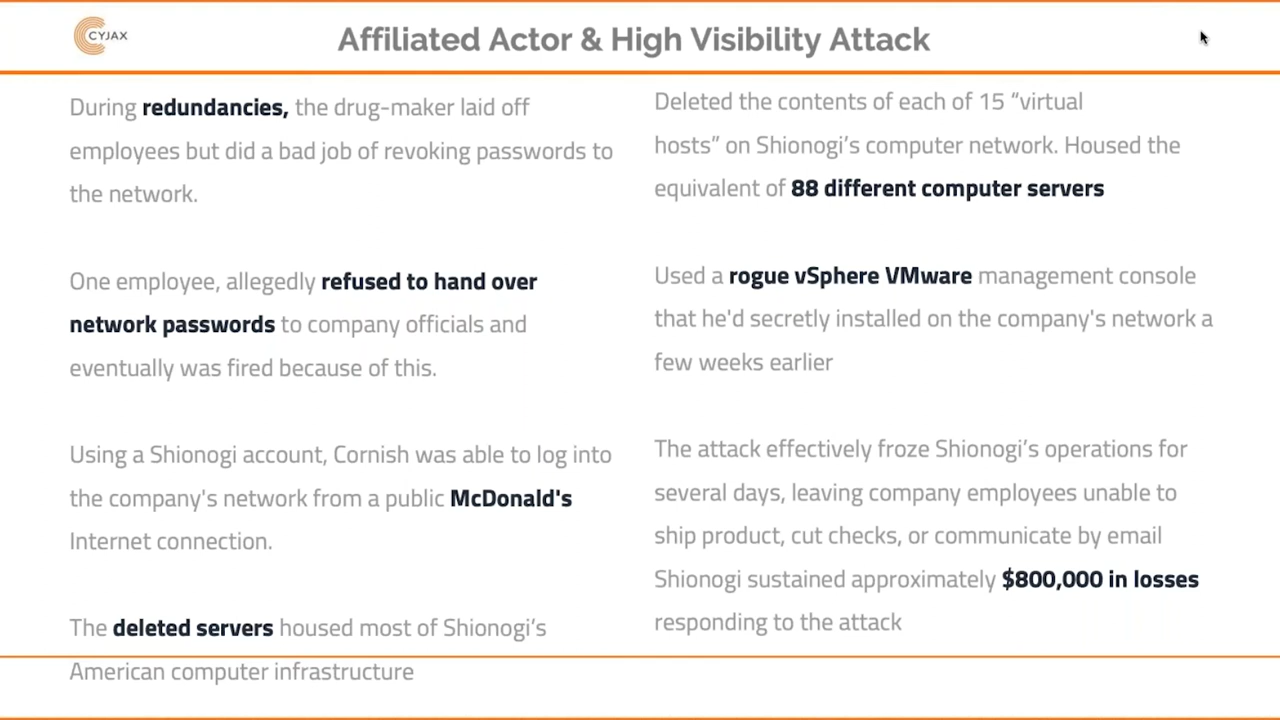 CYJAX
Affiliated Actor & High Visibility Attack
During redundancies, the drug-maker laid off
employees but did a bad job of revoking passwords to
the network.
One employee, allegedly refused to hand over
network passwords to company officials and
eventually was fired because of this.
Using a Shionogi account, Cornish was able to log into
the company's network from a public McDonald's
Internet connection.
The deleted servers housed most of Shionogi’s
American computer infrastructure
Deleted the contents of each of 15 “virtual
hosts” on Shionogi’s computer network. Housed the
equivalent of 88 different computer servers
Used a rogue vSphere VMware management console
that he'd secretly installed on the company's network a
few weeks earlier
The attack effectively froze Shionogi’s operations for
several days, leaving company employees unable to
ship product, cut checks, or communicate by email
Shionogi sustained approximately $800,000 in losses
responding to the attack